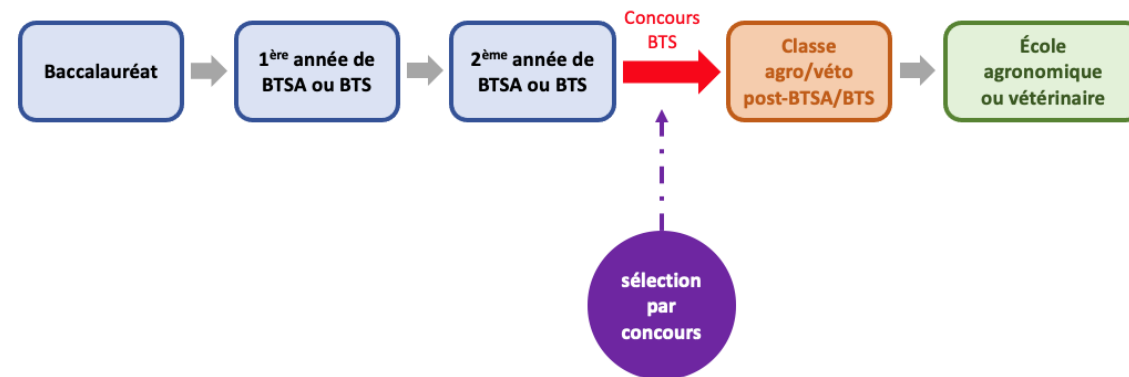 Baccalauréat
1ère année de
BTSA ou BTS
2ème année de
BTSA ou BTS
Concours
BTS
Classe
agro/véto
post-BTSA/BTS
École
agronomique
ou vétérinaire
sélection
par
concours